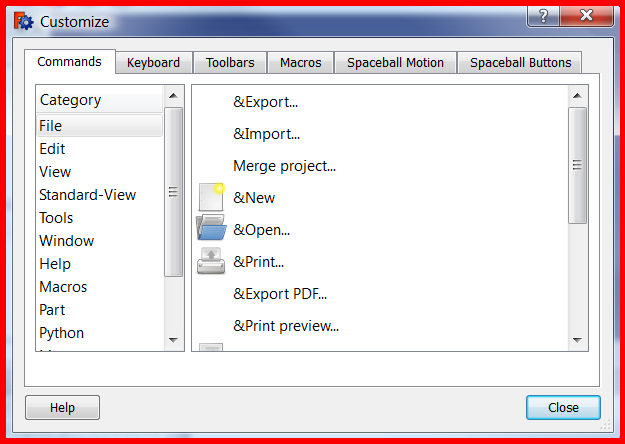 Customize
?
Commands Keyboard Toolbars Macros Spaceball Motion Spaceball Buttons
Category
File
Edit
View
Standard-View
Tools
Window
Help
Macros
Part
Python
&Export...
&Import...
Merge project...
&New
&Open...
&Print...
&Export PDF...
&Print preview...
Help
Close